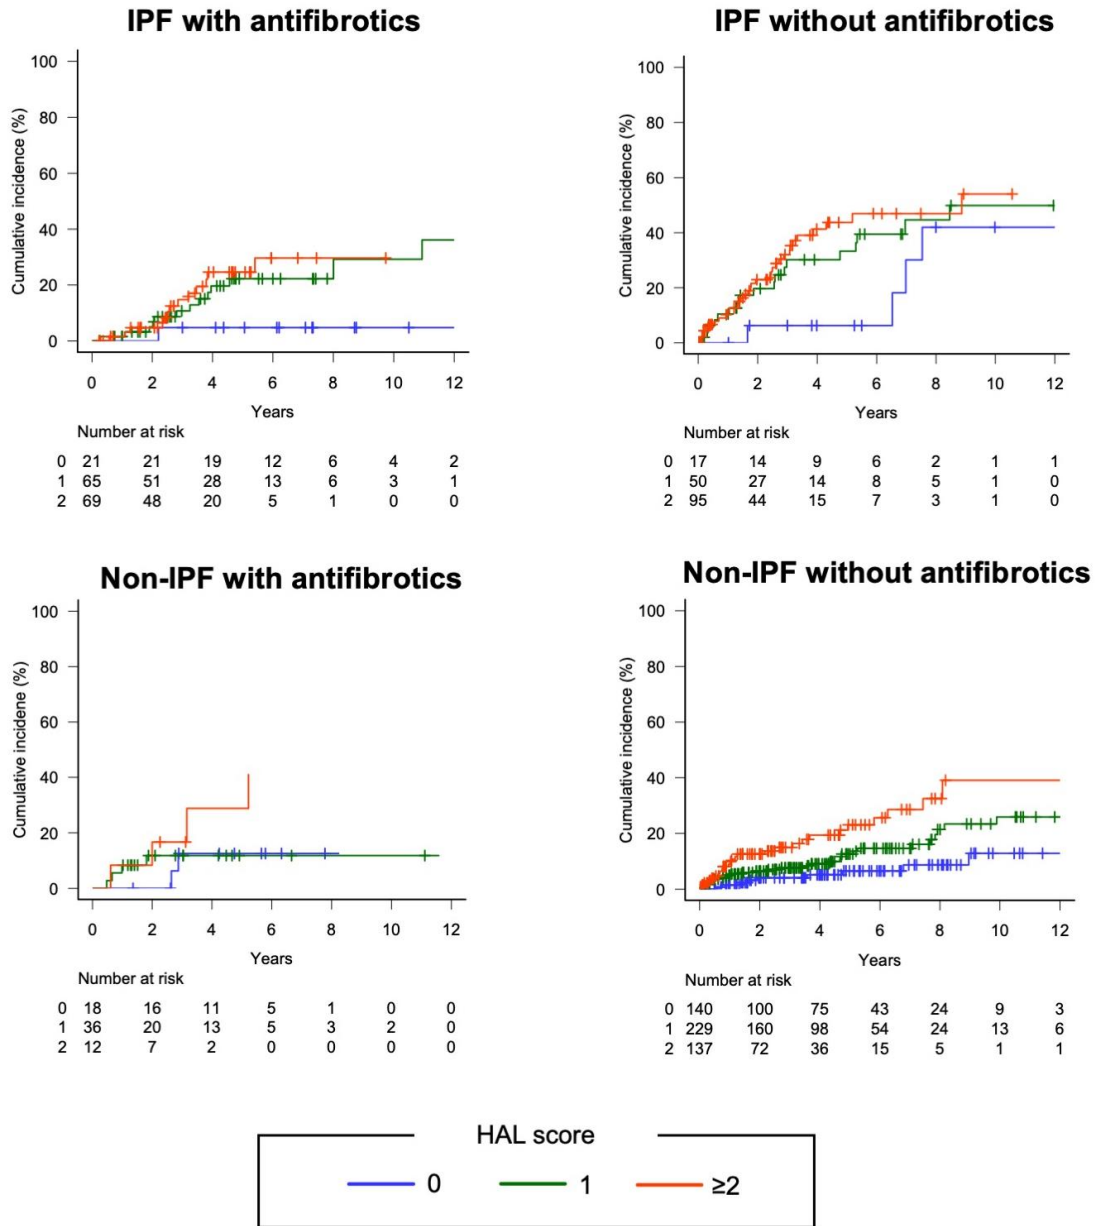 IPF with antifibrotics
100
80
60
40
20
0
Cumulative incidence (%)
0 2 4 6 8 10 12
Years
Number at risk
0 21 21 19 12 6 4 2
1 65 51 28 13 6 3 1
2 69 48 20 5 1 0 0
IPF without antifibrotics
100
80
60
40
20
0
Cumulative incidence (%)
0 2 4 6 8 10 12
Years
Number at risk
0 17 14 9 6 2 1 1
1 50 27 14 8 5 1 0
2 95 44 15 7 3 1 0
Non-IPF with antifibrotics
100
80
60
40
20
0
Cumulative incidene (%)
0 2 4 6 8 10 12
Years
Number at risk
0 18 16 11 5 1 0 0
1 36 20 13 5 3 2 0
2 12 7 2 0 0 0 0
Non-IPF without antifibrotics
100
80
60
40
20
0
Cumulative incidence (%)
0 2 4 6 8 10 12
Years
Number at risk
0 140 100 75 43 24 9 3
1 229 160 98 54 24 13 6
2 137 72 36 15 5 1 1
HAL score
0 1 ≥2